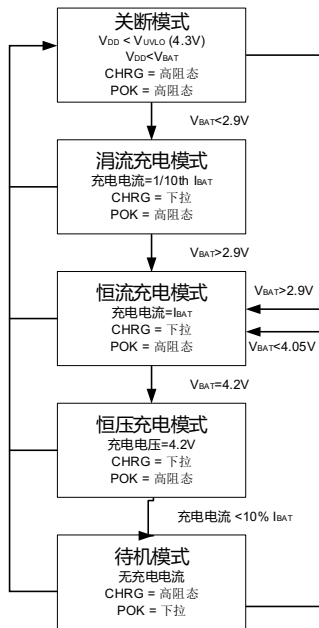 关断模式
VDD < VUVLO (4.3V)
VDD<VBAT
CHRG = 高阻态
POK = 高阻态
VBAT<2.9V
涓流充电模式
充电电流=1/10th IBAT
CHRG = 下拉
POK = 高阻态
VBAT>2.9V
恒流充电模式
充电电流=IBAT
CHRG = 下拉
POK = 高阻态
VBAT>2.9V
VBAT<4.05V
VBAT=4.2V
恒压充电模式
充电电压=4.2V
CHRG = 下拉
POK = 高阻态
充电电流 <10% IBAT
待机模式
无充电电流
CHRG = 高阻态
POK = 下拉